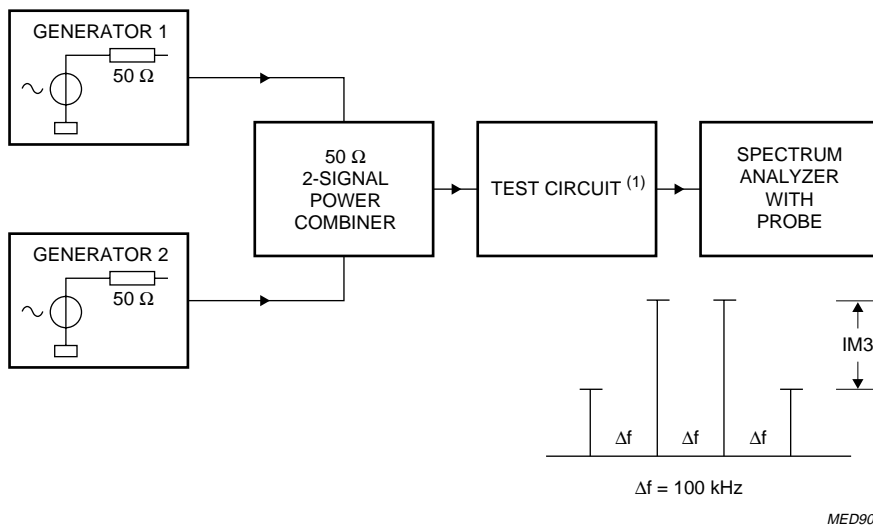 GENERATOR 1
50 Ω
50 Ω
2-SIGNAL
POWER
COMBINER
TEST CIRCUIT (1)
SPECTRUM
ANALYZER
WITH
PROBE
GENERATOR 2
50 Ω
IM3
Δf Δf Δf
Δf = 100 kHz